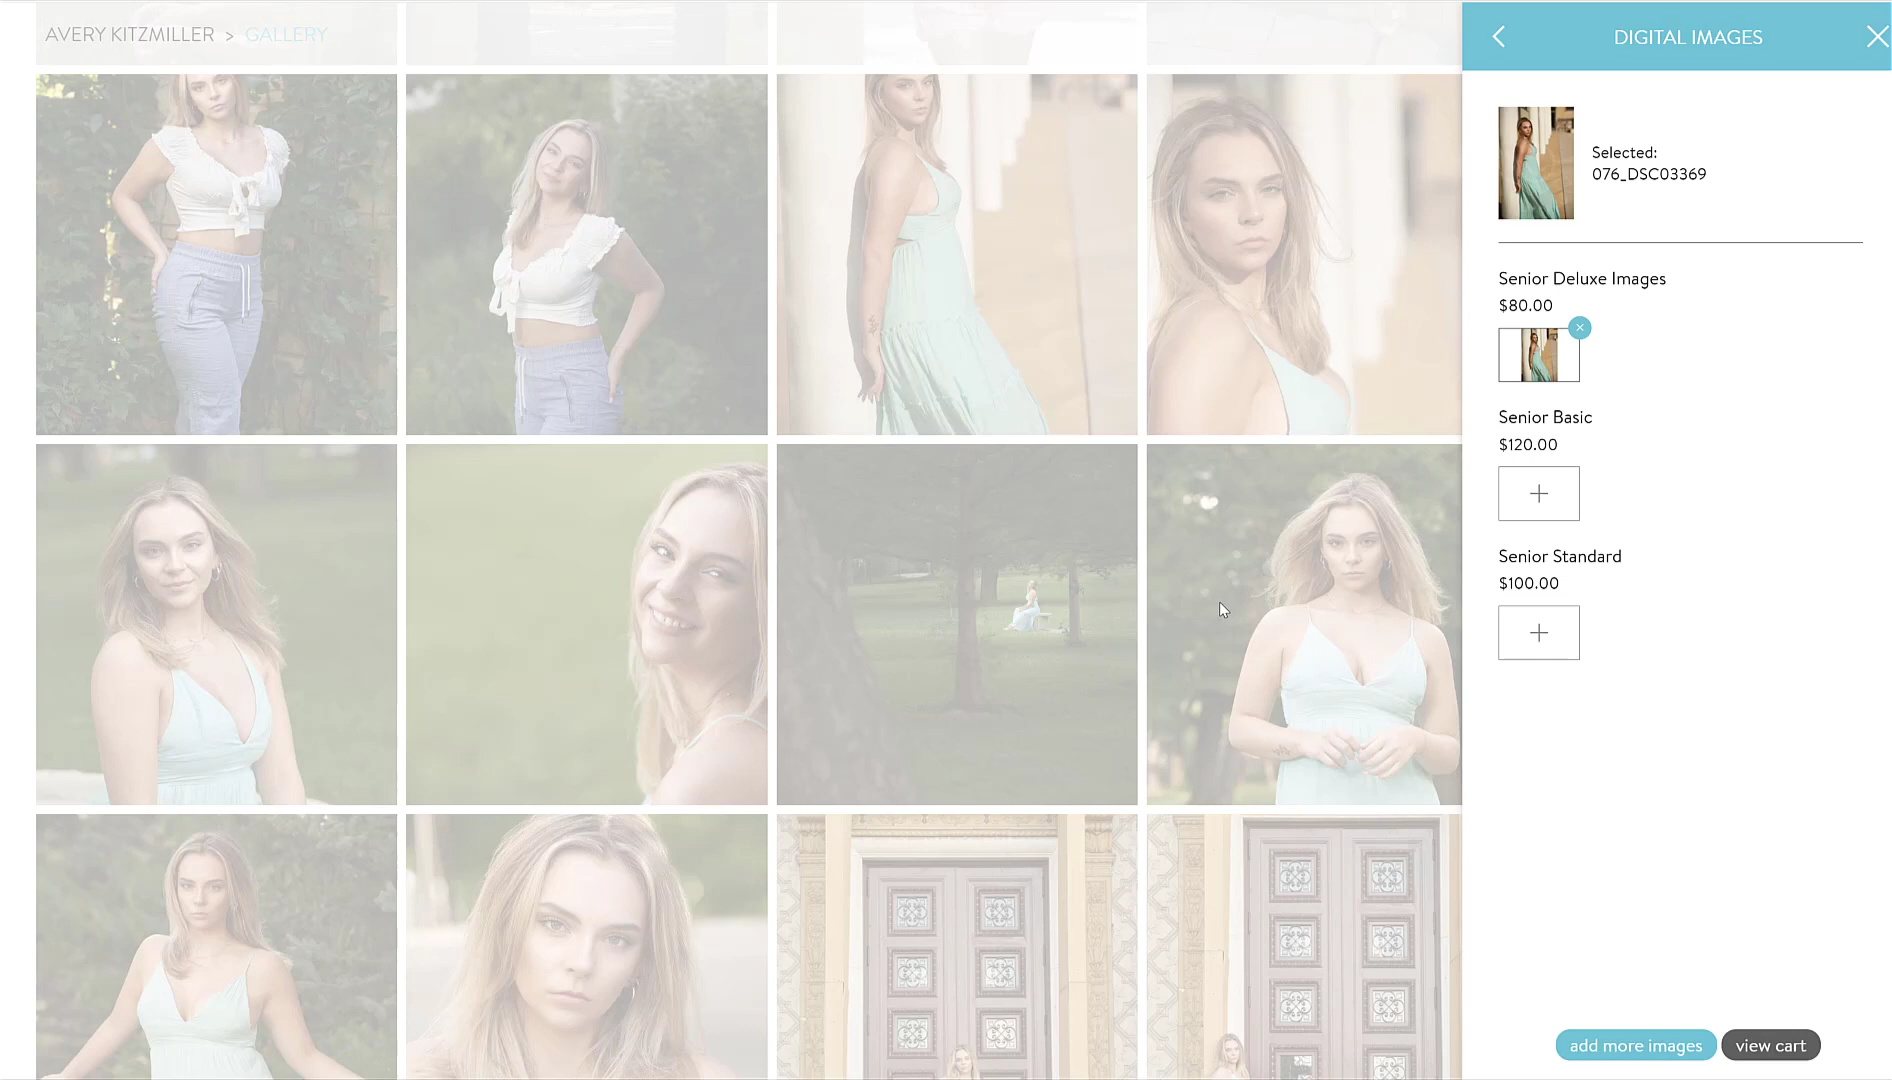 AVERY KITZMILLER > GALLERY
DIGITAL IMAGES
Selected:
076_DSC03369
Senior Deluxe Images
$80.00
Senior Basic
$120.00
Senior Standard
$100.00
add more images
view cart